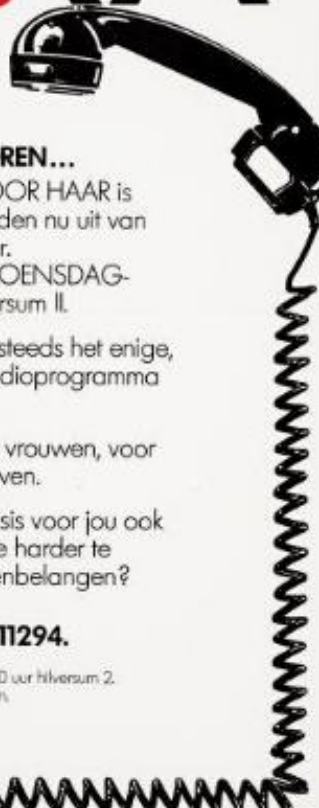 REN...
OOR HAAR is
den nu uit van
r.
OENSDAG-
rsum II.
steeds het enige,
dioprogramma
vrouwen, voor
ven.
sis voor jou ook
e harder te
enbelangen?
11294.
0 uur hilversum 2.
n.